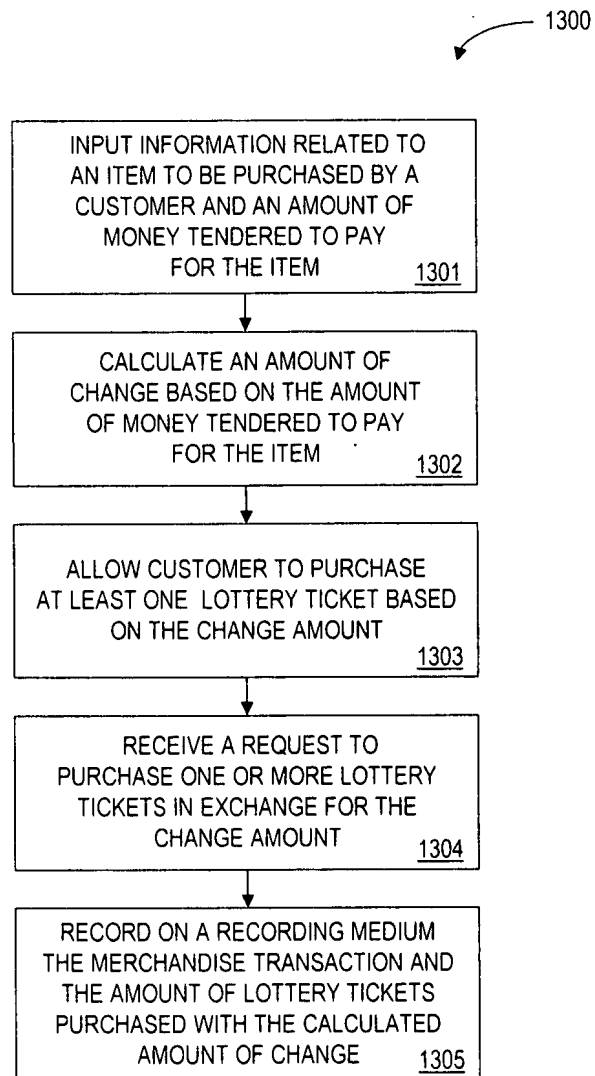 1300
INPUT INFORMATION RELATED TO
AN ITEM TO BE PURCHASED BY A
CUSTOMER AND AN AMOUNT OF
MONEY TENDERED TO PAY
FOR THE ITEM 1301
CALCULATE AN AMOUNT OF
CHANGE BASED ON THE AMOUNT
OF MONEY TENDERED TO PAY
FOR THE ITEM 1302
ALLOW CUSTOMER TO PURCHASE
AT LEAST ONE LOTTERY TICKET BASED
ON THE CHANGE AMOUNT
1303
RECEIVE A REQUEST TO
PURCHASE ONE OR MORE LOTTERY
TICKETS IN EXCHANGE FOR THE
CHANGE AMOUNT 1304
RECORD ON A RECORDING MEDIUM
THE MERCHANDISE TRANSACTION AND
THE AMOUNT OF LOTTERY TICKETS
PURCHASED WITH THE CALCULATED
AMOUNT OF CHANGE 1305